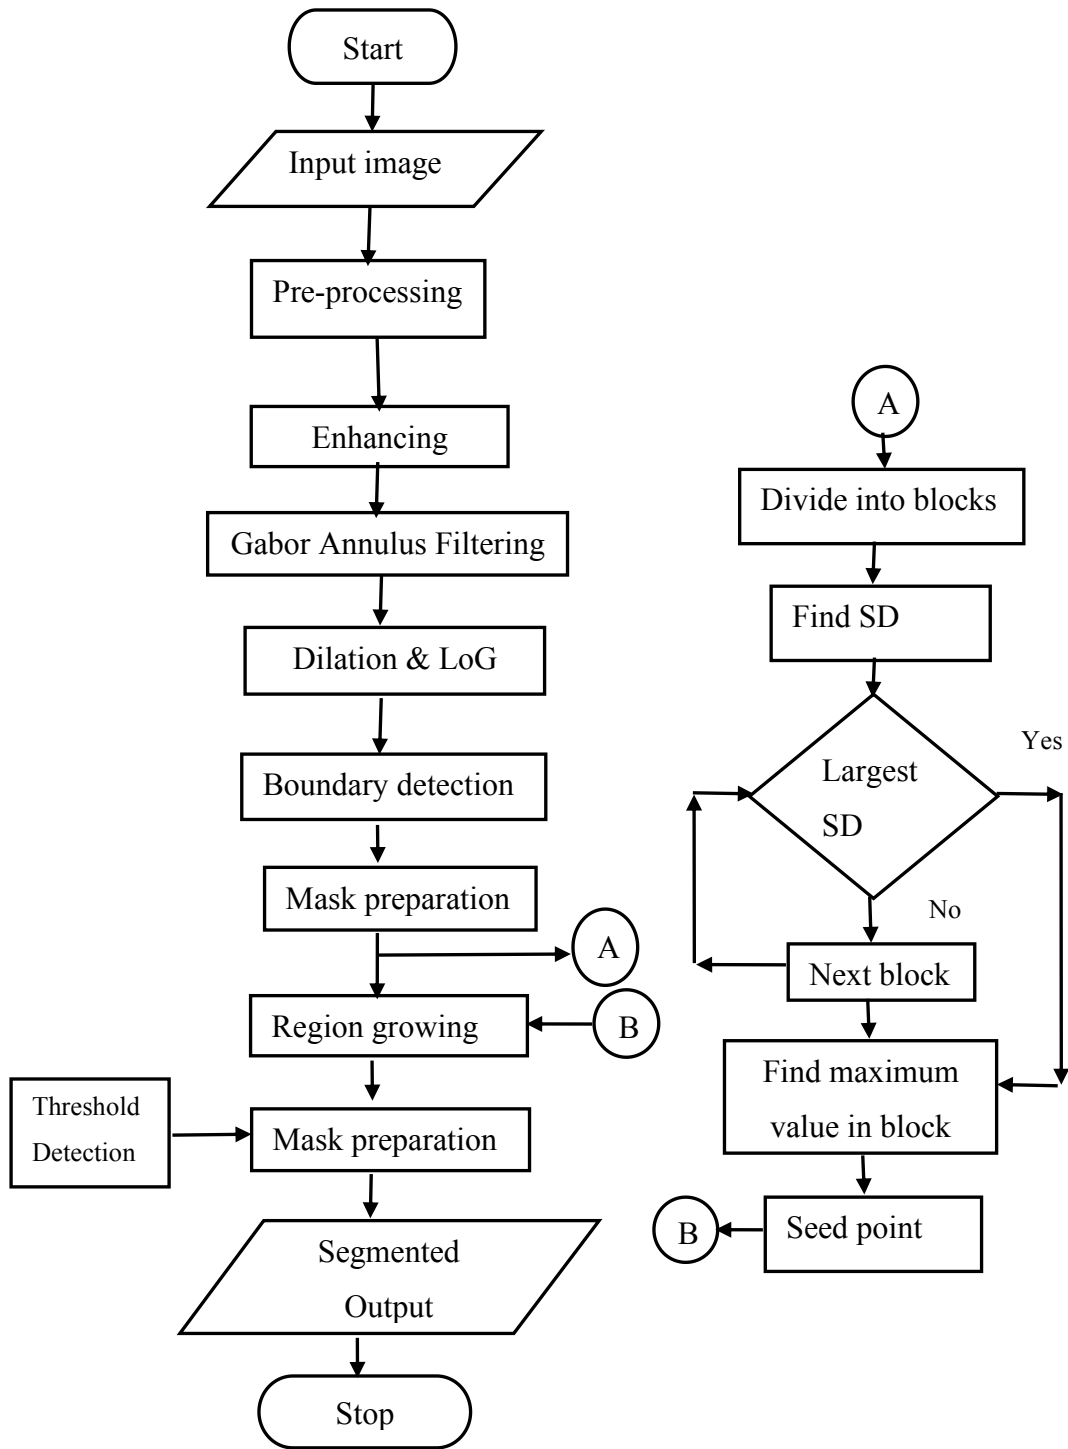 Start
Input image
Pre-processing
Enhancing
Gabor Annulus Filtering
Dilation & LoG
Boundary detection
Mask preparation
A
Region growing
B
Threshold
Detection
Mask preparation
Segmented
Output
Stop
A
Divide into blocks
Find SD
Largest
SD
Yes
No
Next block
Find maximum
value in block
Seed point
B